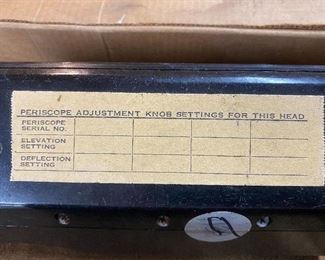 PERISCOPE ADJUSTMENT KNOB SETTINGS FOR THIS HEAD
PERISCOPE
SERIAL NO.
ELEVATION
SETTING
DEFLECTION
SETTING